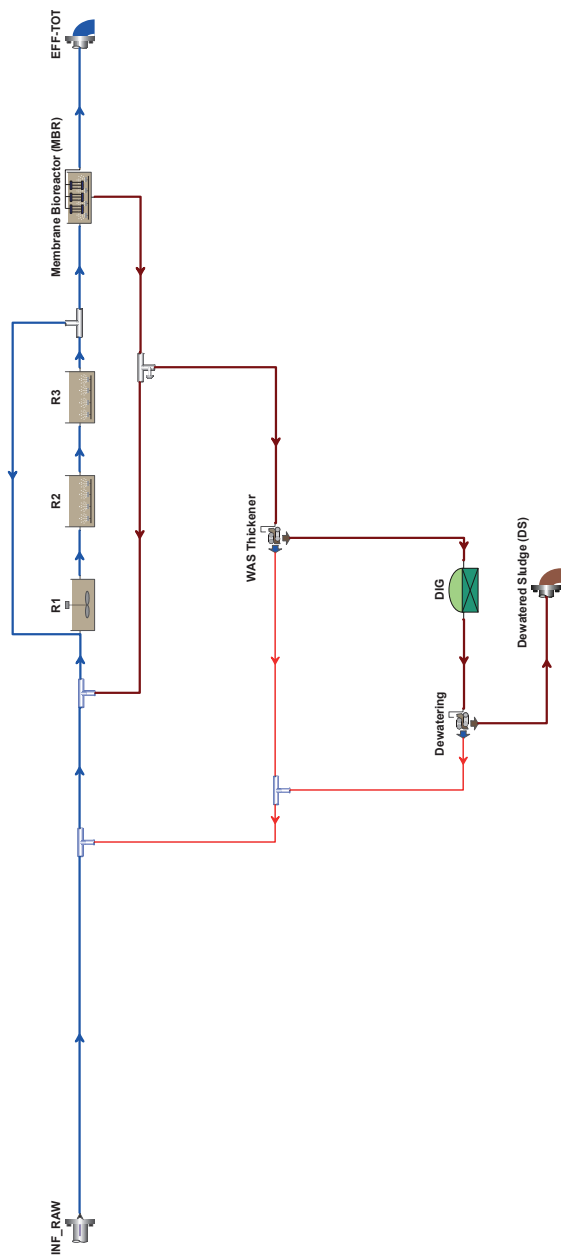 INF_RAW
R1
R2
R3
Membrane Bioreactor (MBR)
EFF-TOT
WAS Thickener
Dewatering
DIG
Dewatered Sludge (DS)